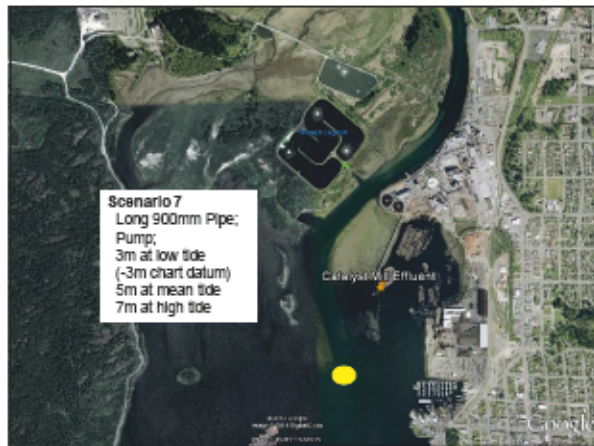 Scenario 7
Long 900mm Pipe;
Pump;
3m at low tide
(-3m chart datum)
5m at mean tide
7m at high tide
Catalyst Mill Effluent
Google